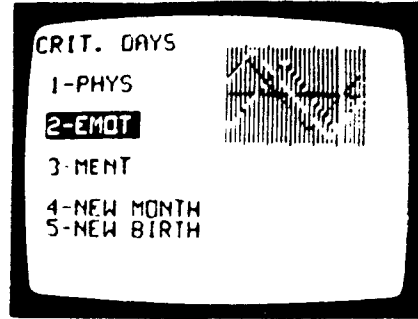 CRIT. DAYS
1-PHYS
2-EMOT
3-MENT
4-NEW MONTH
5-NEW BIRTH